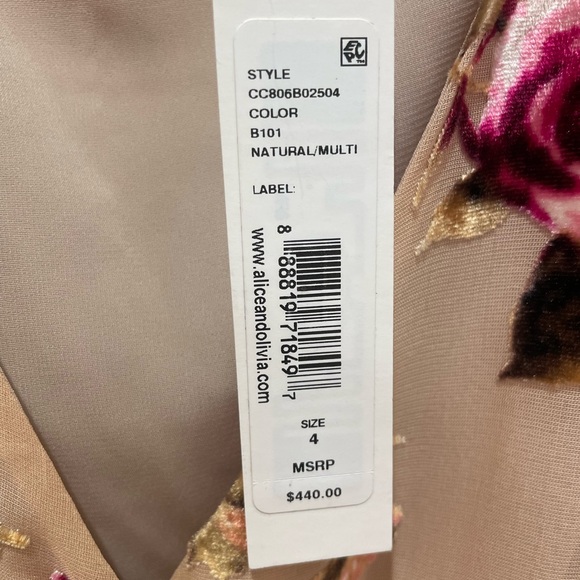 EPC™
STYLE
CC806B02504
COLOR
B101
NATURAL/MULTI
LABEL:
8 88819 71849 7
www.aliceandolivia.com
SIZE
4
MSRP
$440.00